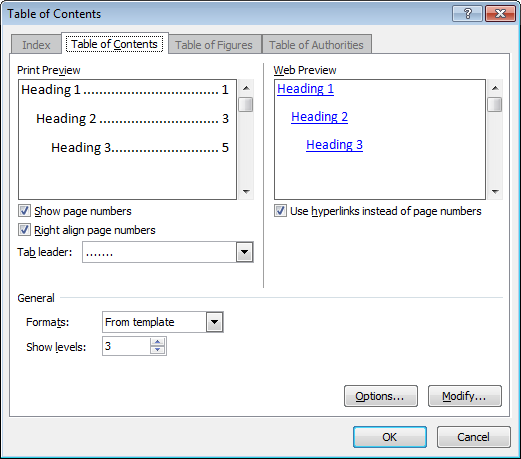 Table of Contents
Index
Table of Contents
Table of Figures
Table of Authorities
Print Preview
Heading 1 ........................... 1
Heading 2 ........................ 3
Heading 3...................... 5
Show page numbers
Right align page numbers
Tab leader: .......
Web Preview
Heading 1
Heading 2
Heading 3
Use hyperlinks instead of page numbers
General
Formats: From template
Show levels: 3
Options...
Modify...
OK
Cancel